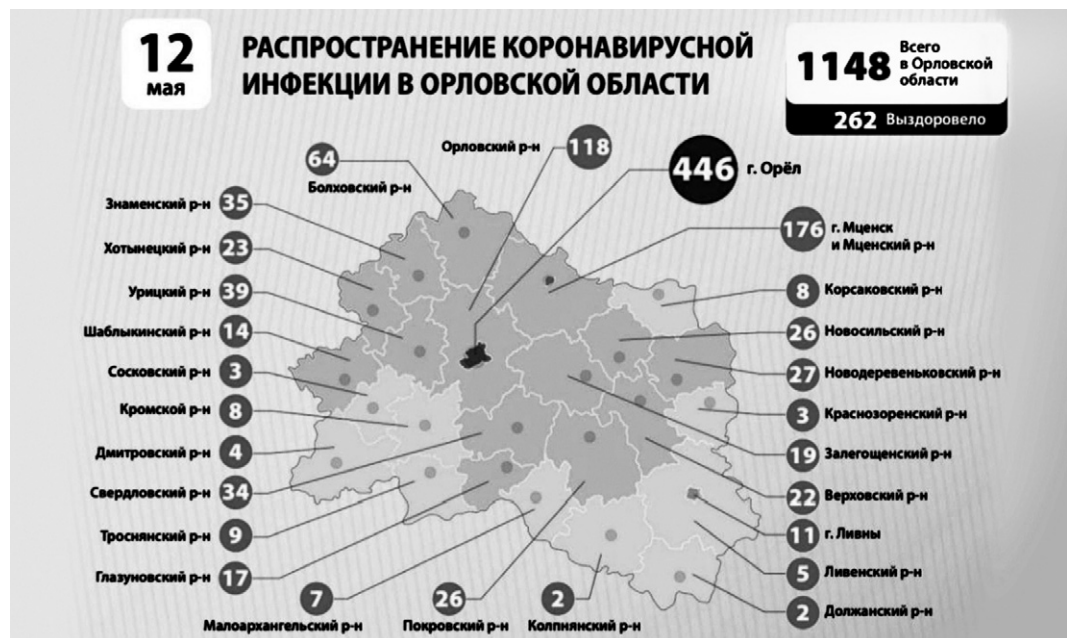 12
мая
РАСПРОСТРАНЕНИЕ КОРОНАВИРУСНОЙ
ИНФЕКЦИИ В ОРЛОВСКОЙ ОБЛАСТИ
1148 Всего
в Орловской
области
262 Выздоровело
64
Болховский р-н
Орловский р-н 118
446 г. Орёл
Знаменский р-н 35
Хотынецкий р-н 23
Урицкий р-н 39
Шаблыкинский р-н 14
Сосковский р-н 3
Кромской р-н 8
Дмитровский р-н 4
Свердловский р-н 34
Троснянский р-н 9
Глазуновский р-н 17
176 г. Мценск
и Мценский р-н
8 Корсаковский р-н
26 Новосильский р-н
27 Новодеревеньковский р-н
3 Краснозоренский р-н
19 Залегощенский р-н
22 Верховский р-н
11 г. Ливны
5 Ливенский р-н
2 Должанский р-н
7
Малоархангельский р-н
26
Покровский р-н
2
Колпнянский р-н